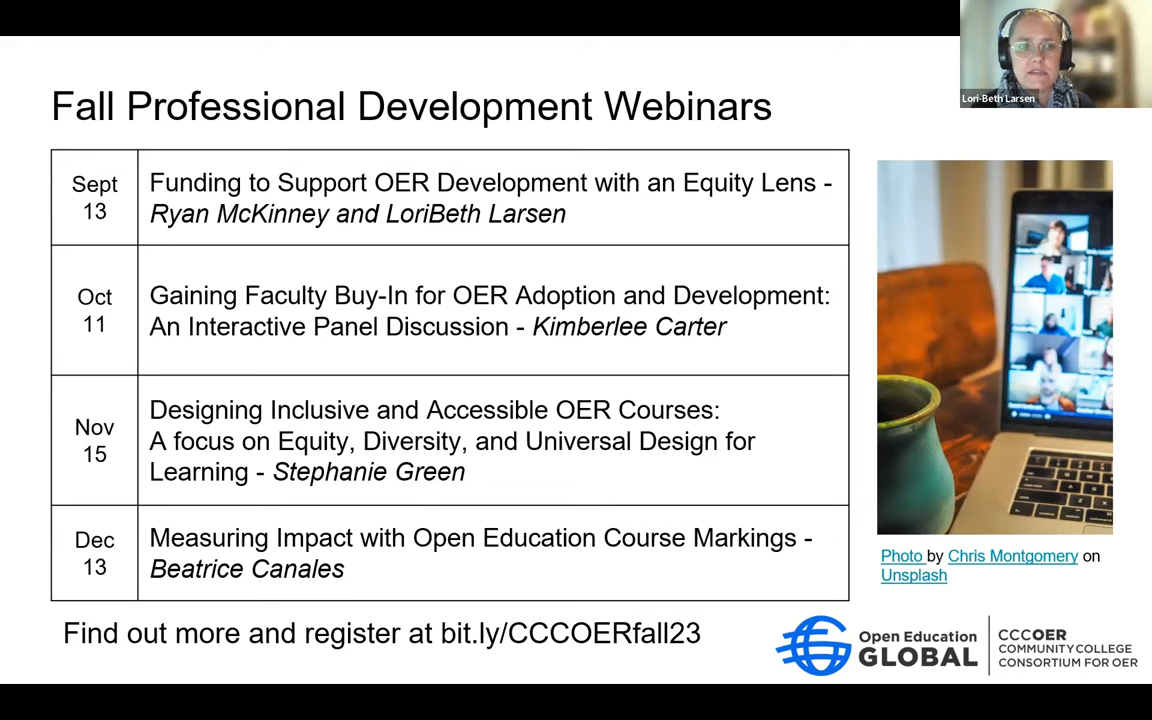 Lori-Beth Larsen
Fall Professional Development Webinars
Sept
13
Funding to Support OER Development with an Equity Lens -
Ryan McKinney and LoriBeth Larsen
Oct
11
Gaining Faculty Buy-In for OER Adoption and Development:
An Interactive Panel Discussion - Kimberlee Carter
Nov
15
Designing Inclusive and Accessible OER Courses:
A focus on Equity, Diversity, and Universal Design for
Learning - Stephanie Green
Dec
13
Measuring Impact with Open Education Course Markings -
Beatrice Canales
Photo by Chris Montgomery on
Unsplash
Find out more and register at bit.ly/CCCOERfall23
Open Education
GLOBAL
CCCOER
COMMUNITY COLLEGE
CONSORTIUM FOR OER